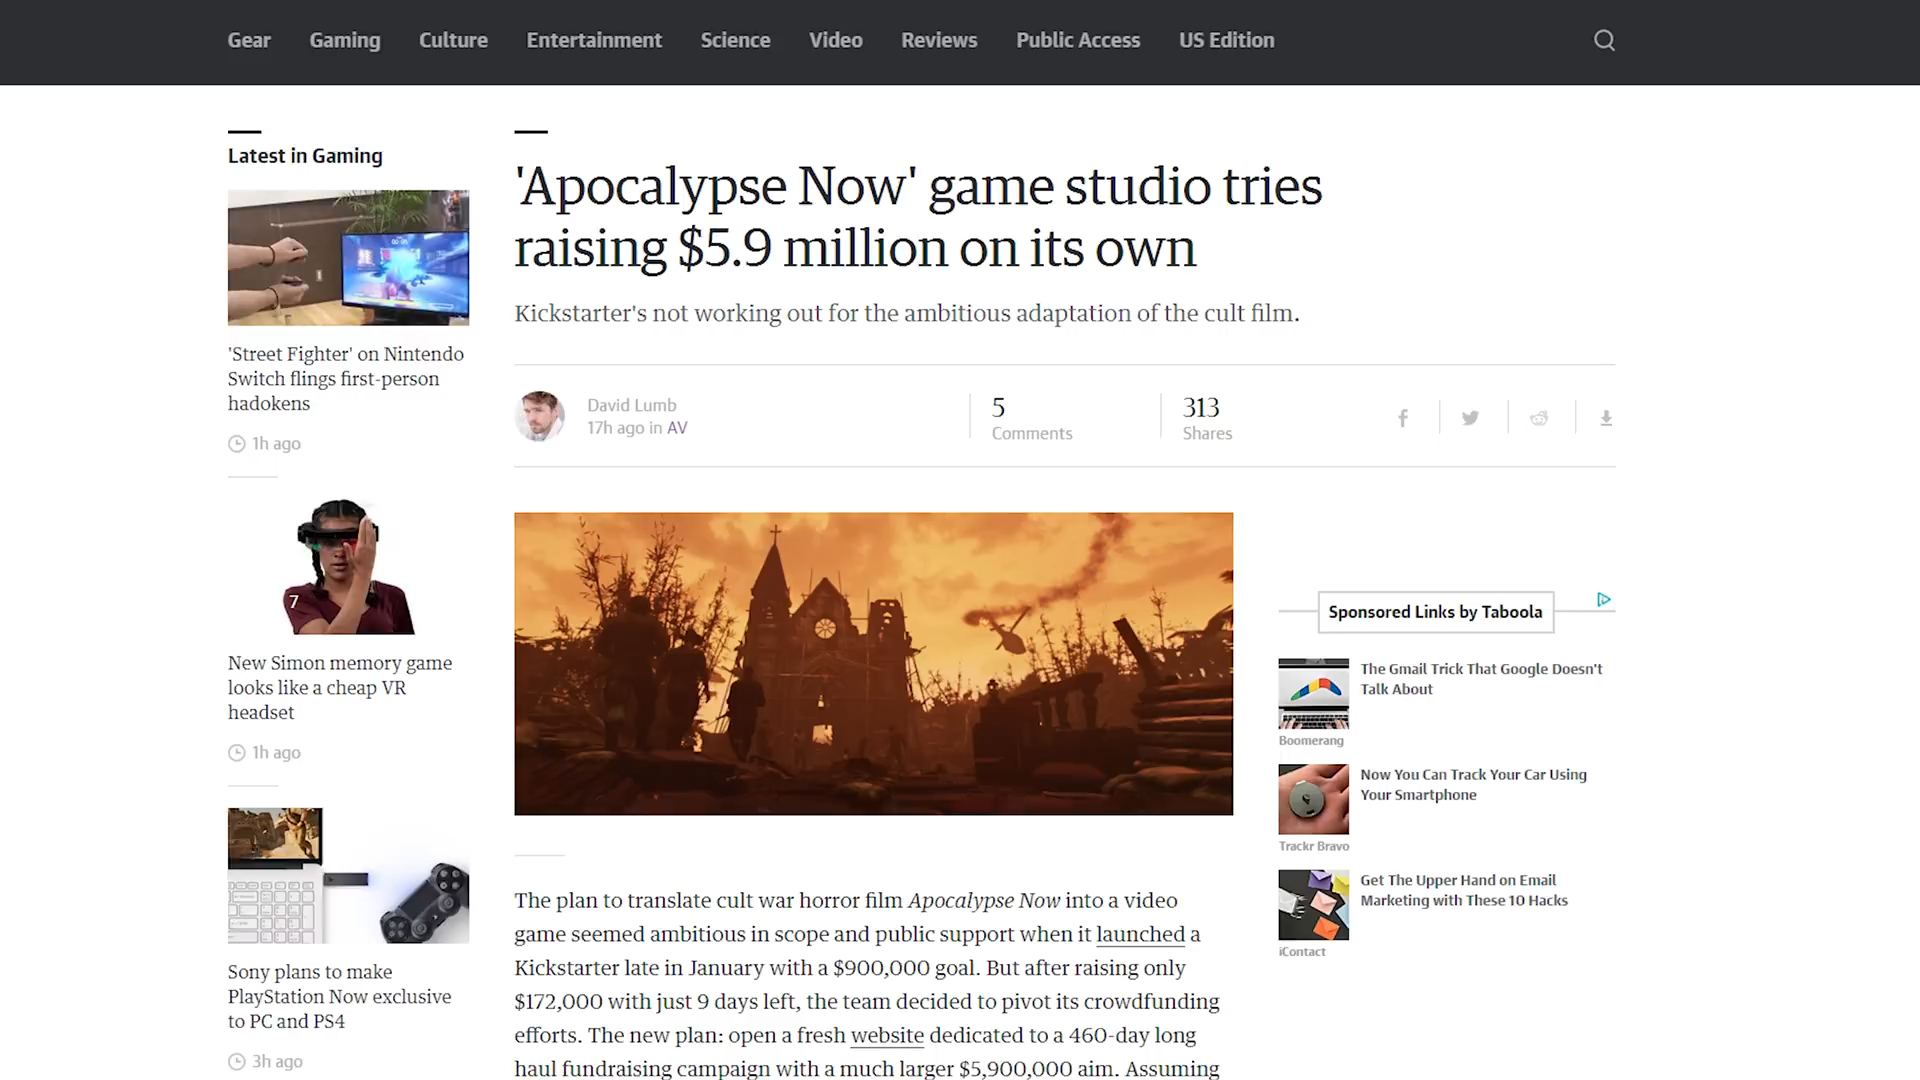 Gear Gaming Culture Entertainment Science Video Reviews Public Access US Edition
Latest in Gaming
'Street Fighter' on Nintendo
Switch flings first-person
hadokens
1h ago
7
New Simon memory game
looks like a cheap VR
headset
1h ago
Sony plans to make
PlayStation Now exclusive
to PC and PS4
3h ago
'Apocalypse Now' game studio tries
raising $5.9 million on its own
Kickstarter's not working out for the ambitious adaptation of the cult film.
David Lumb
17h ago in AV
5
Comments
313
Shares
The plan to translate cult war horror film Apocalypse Now into a video
game seemed ambitious in scope and public support when it launched a
Kickstarter late in January with a $900,000 goal. But after raising only
$172,000 with just 9 days left, the team decided to pivot its crowdfunding
efforts. The new plan: open a fresh website dedicated to a 460-day long
haul fundraising campaign with a much larger $5,900,000 aim. Assuming
Sponsored Links by Taboola
The Gmail Trick That Google Doesn't
Talk About
Boomerang
Now You Can Track Your Car Using
Your Smartphone
Trackr Bravo
Get The Upper Hand on Email
Marketing with These 10 Hacks
iContact